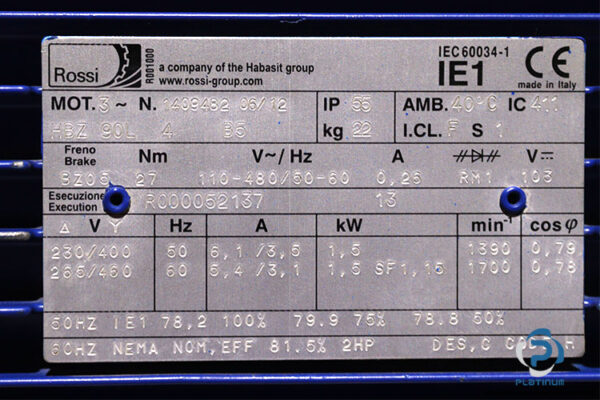 Rossi
R001000
a company of the Habasit group
www.rossi-group.com
IEC 60034-1
IE1
CE
made in Italy
MOT. 3 ~ N. 1409482 06/12
IP 55
AMB. 40°C IC 411
HBZ 90L 4 B5
kg 22
I.CL. F S 1
Freno Brake Nm V~/ Hz A V
BZ05 27 110-480/50-60 0,25 RM1 103
Esecuzione Execution R000062137 13
Δ V Y Hz A kW min-1 cosφ
230/400 50 6,1 /3,5 1,5 1390 0,79
265/460 60 5,4 /3,1 1,5 SF1,15 1700 0,78
50HZ IE1 78,2 100% 79.9 75% 78.8 50%
60HZ NEMA NOM,EFF 81.5% 2HP DES,C H
PLATINUM